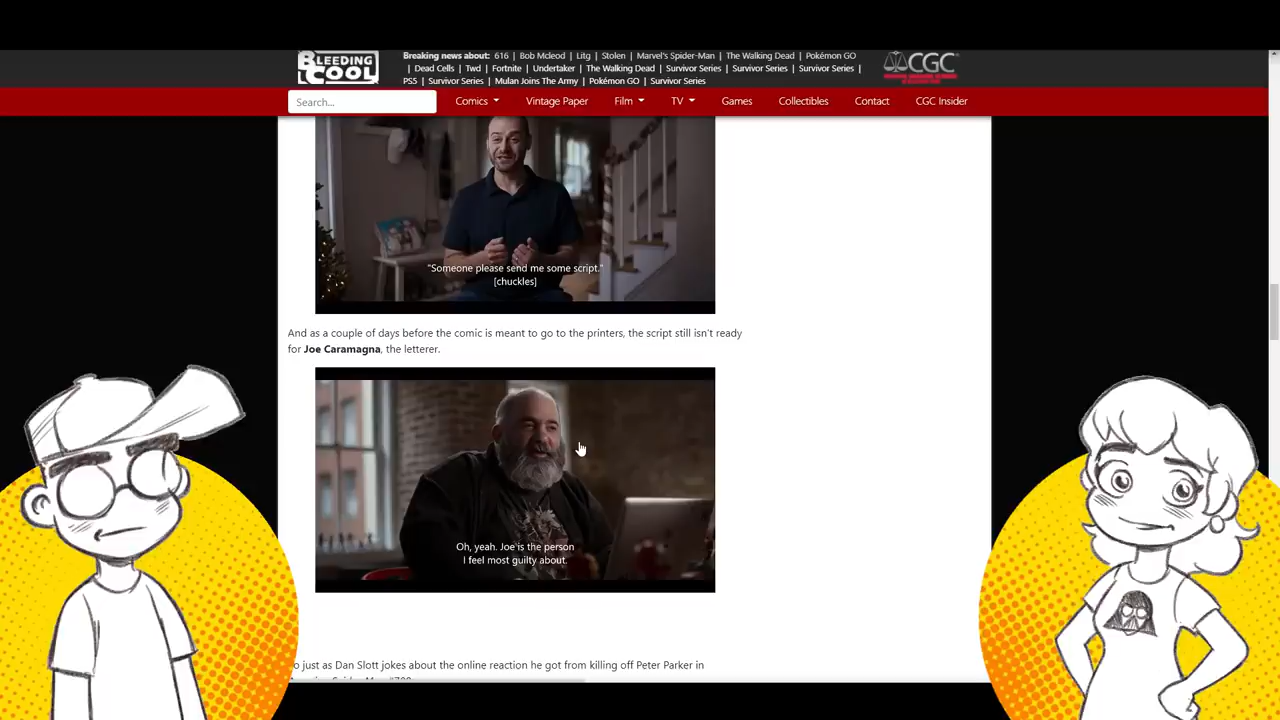 BLEEDING COOL
Breaking news about: 616 | Bob Mcleod | Litg | Stolen | Marvel's Spider-Man | The Walking Dead | Pokémon GO
| Dead Cells | Twd | Fortnite | Undertaker | The Walking Dead | Survivor Series | Survivor Series | Survivor Series |
PS5 | Survivor Series | Mulan Joins The Army | Pokémon GO | Survivor Series
CGC
Search...
Comics
Vintage Paper
Film
TV
Games
Collectibles
Contact
CGC Insider
"Someone please send me some script."
[chuckles]
And as a couple of days before the comic is meant to go to the printers, the script still isn't ready
for Joe Caramagna, the letterer.
Oh, yeah. Joe is the person
I feel most guilty about.
just as Dan Slott jokes about the online reaction he got from killing off Peter Parker in